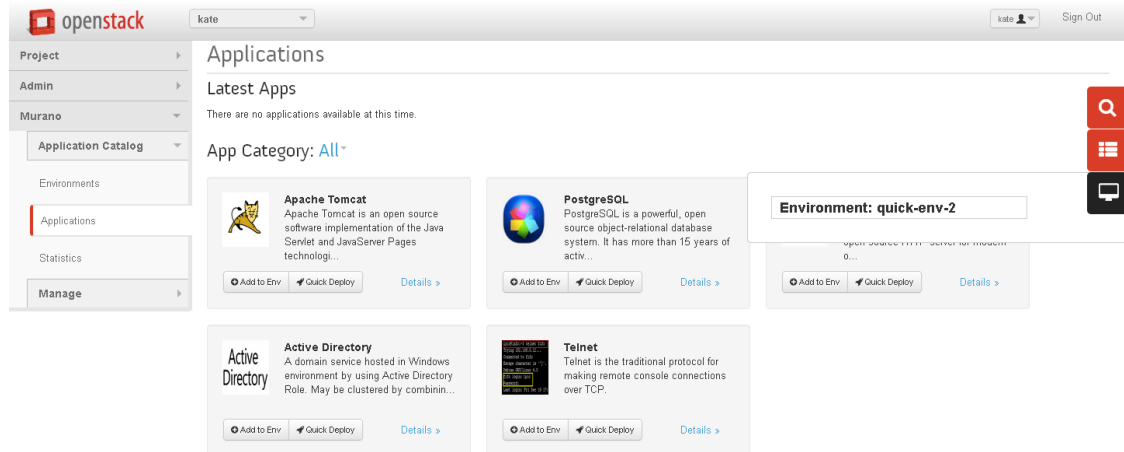 openstack
kate
kate
Sign Out
Project
Admin
Murano
Application Catalog
Environments
Applications
Statistics
Manage
Applications
Latest Apps
There are no applications available at this time.
App Category: All
Apache Tomcat
Apache Tomcat is an open source
software implementation of the Java
Servlet and JavaServer Pages
technologi...
Add to Env
Quick Deploy
Details »
PostgreSQL
PostgreSQL is a powerful, open
source object-relational database
system. It has more than 15 years of
activ...
Add to Env
Quick Deploy
Details »
Environment: quick-env-2
open source HTTP server for modern
o...
Add to Env
Quick Deploy
Details »
Active
Directory
Active Directory
A domain service hosted in Windows
environment by using Active Directory
Role. May be clustered by combinin...
Add to Env
Quick Deploy
Details »
Telnet
Telnet is the traditional protocol for
making remote console connections
over TCP.
Add to Env
Quick Deploy
Details »